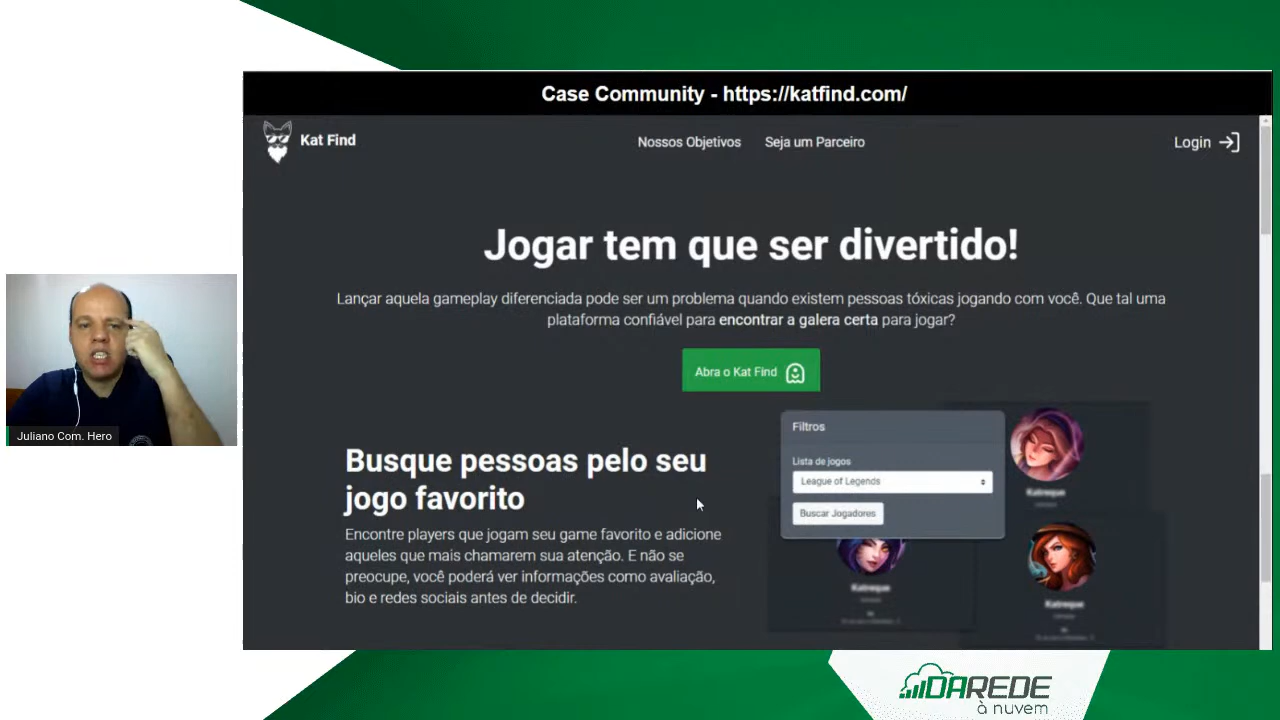 Case Community - https://katfind.com/
Kat Find
Nossos Objetivos
Seja um Parceiro
Login
Jogar tem que ser divertido!
Lançar aquela gameplay diferenciada pode ser um problema quando existem pessoas tóxicas jogando com você. Que tal uma
plataforma confiável para encontrar a galera certa para jogar?
Abra o Kat Find
Busque pessoas pelo seu
jogo favorito
Encontre players que jogam seu game favorito e adicione
aqueles que mais chamarem sua atenção. E não se
preocupe, você poderá ver informações como avaliação,
bio e redes sociais antes de decidir.
Filtros
Lista de jogos
League of Legends
Buscar Jogadores
Katreque
Katreque
Katreque
Juliano Com. Hero
DAREDE
à nuvem